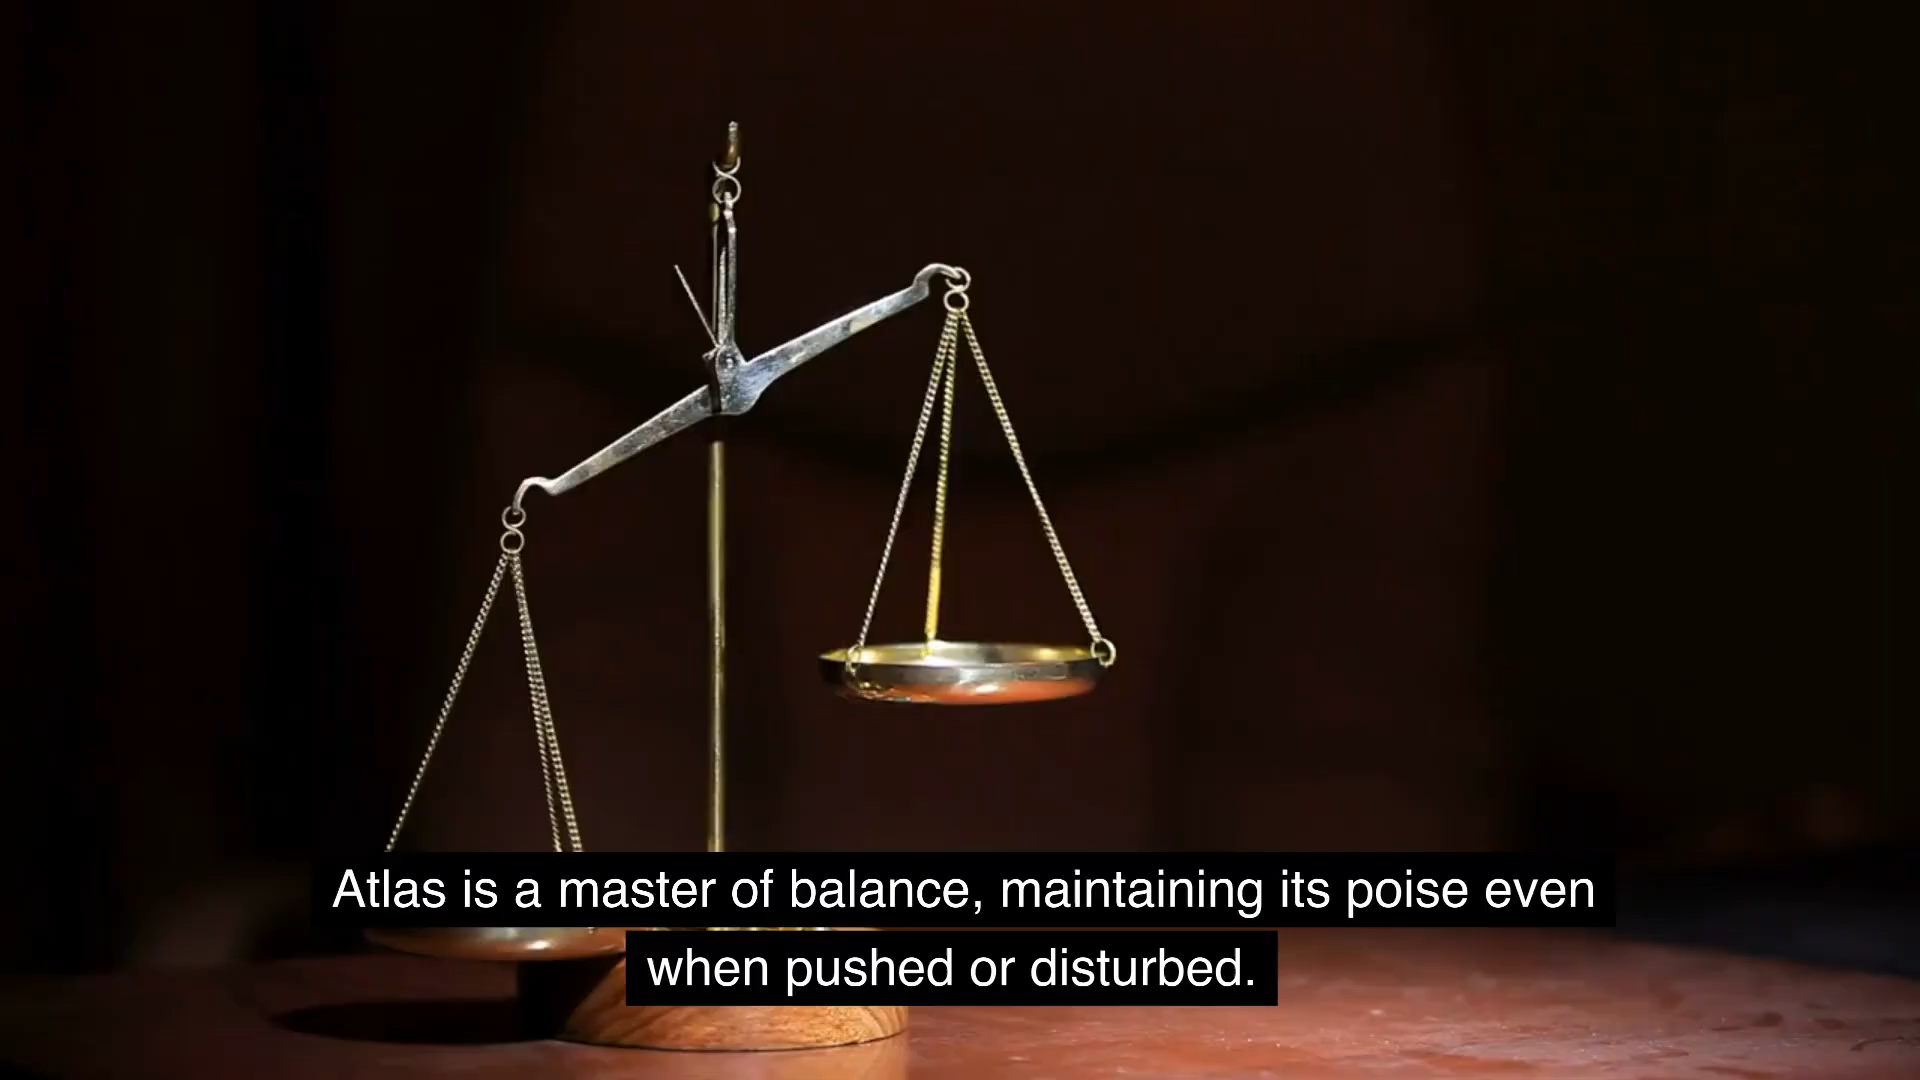 Atlas is a master of balance, maintaining its poise even
when pushed or disturbed.